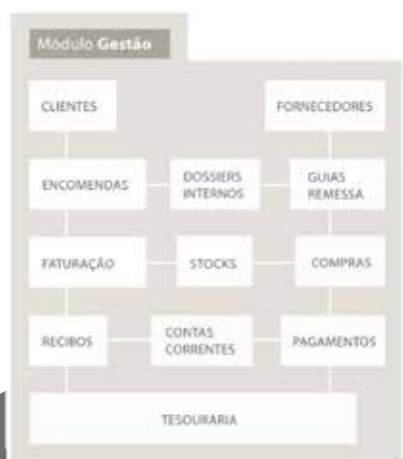 Módulo Gestão
CLIENTES
FORNECEDORES
ENCOMENDAS
DOSSIERS
INTERNOS
GUIAS
REMESSA
FATURAÇÃO
STOCKS
COMPRAS
RECIBOS
CONTAS
CORRENTES
PAGAMENTOS
TESOURARIA